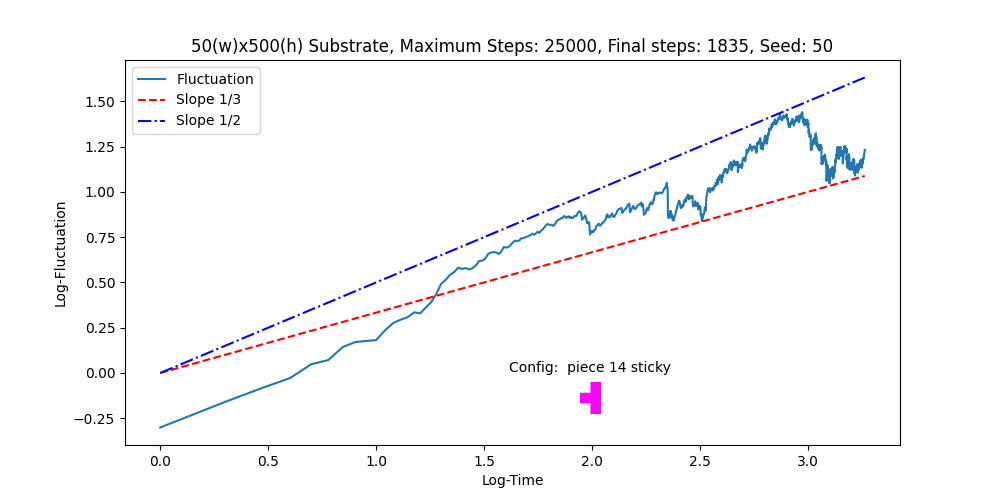 50(w)x500(h) Substrate, Maximum Steps: 25000, Final steps: 1835, Seed: 50
Fluctuation
Slope 1/3
Slope 1/2
1.50
1.25
1.00
0.75
0.50
0.25
0.00
−0.25
Log-Fluctuation
Config:  piece 14 sticky
0.0 0.5 1.0 1.5 2.0 2.5 3.0
Log-Time